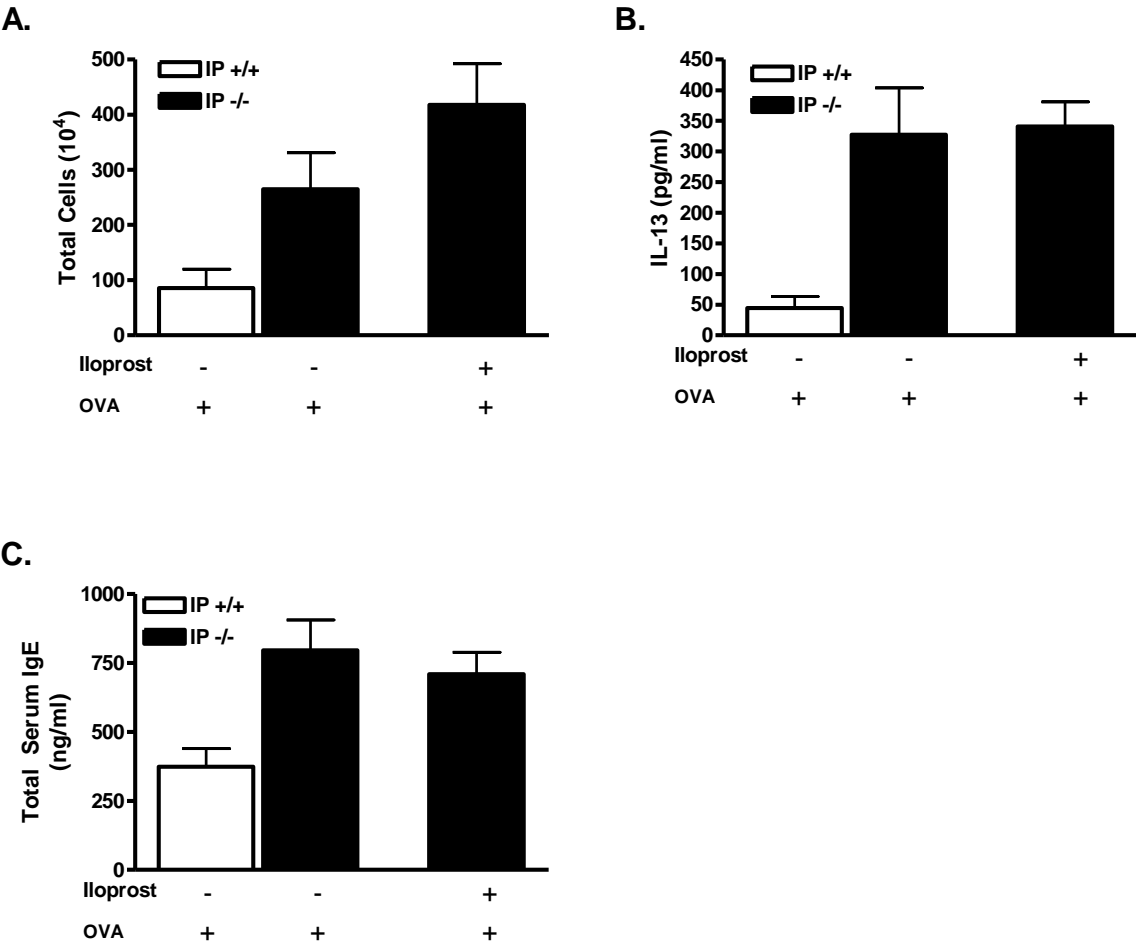 A.
500
400
300
200
100
0
Total Cells (10⁴)
IP +/+
IP -/-
Iloprost - - +
OVA + + +
B.
450
400
350
300
250
200
150
100
50
0
IL-13 (pg/ml)
IP +/+
IP -/-
Iloprost - - +
OVA + + +
C.
1000
750
500
250
0
Total Serum IgE
(ng/ml)
IP +/+
IP -/-
Iloprost - - +
OVA + + +